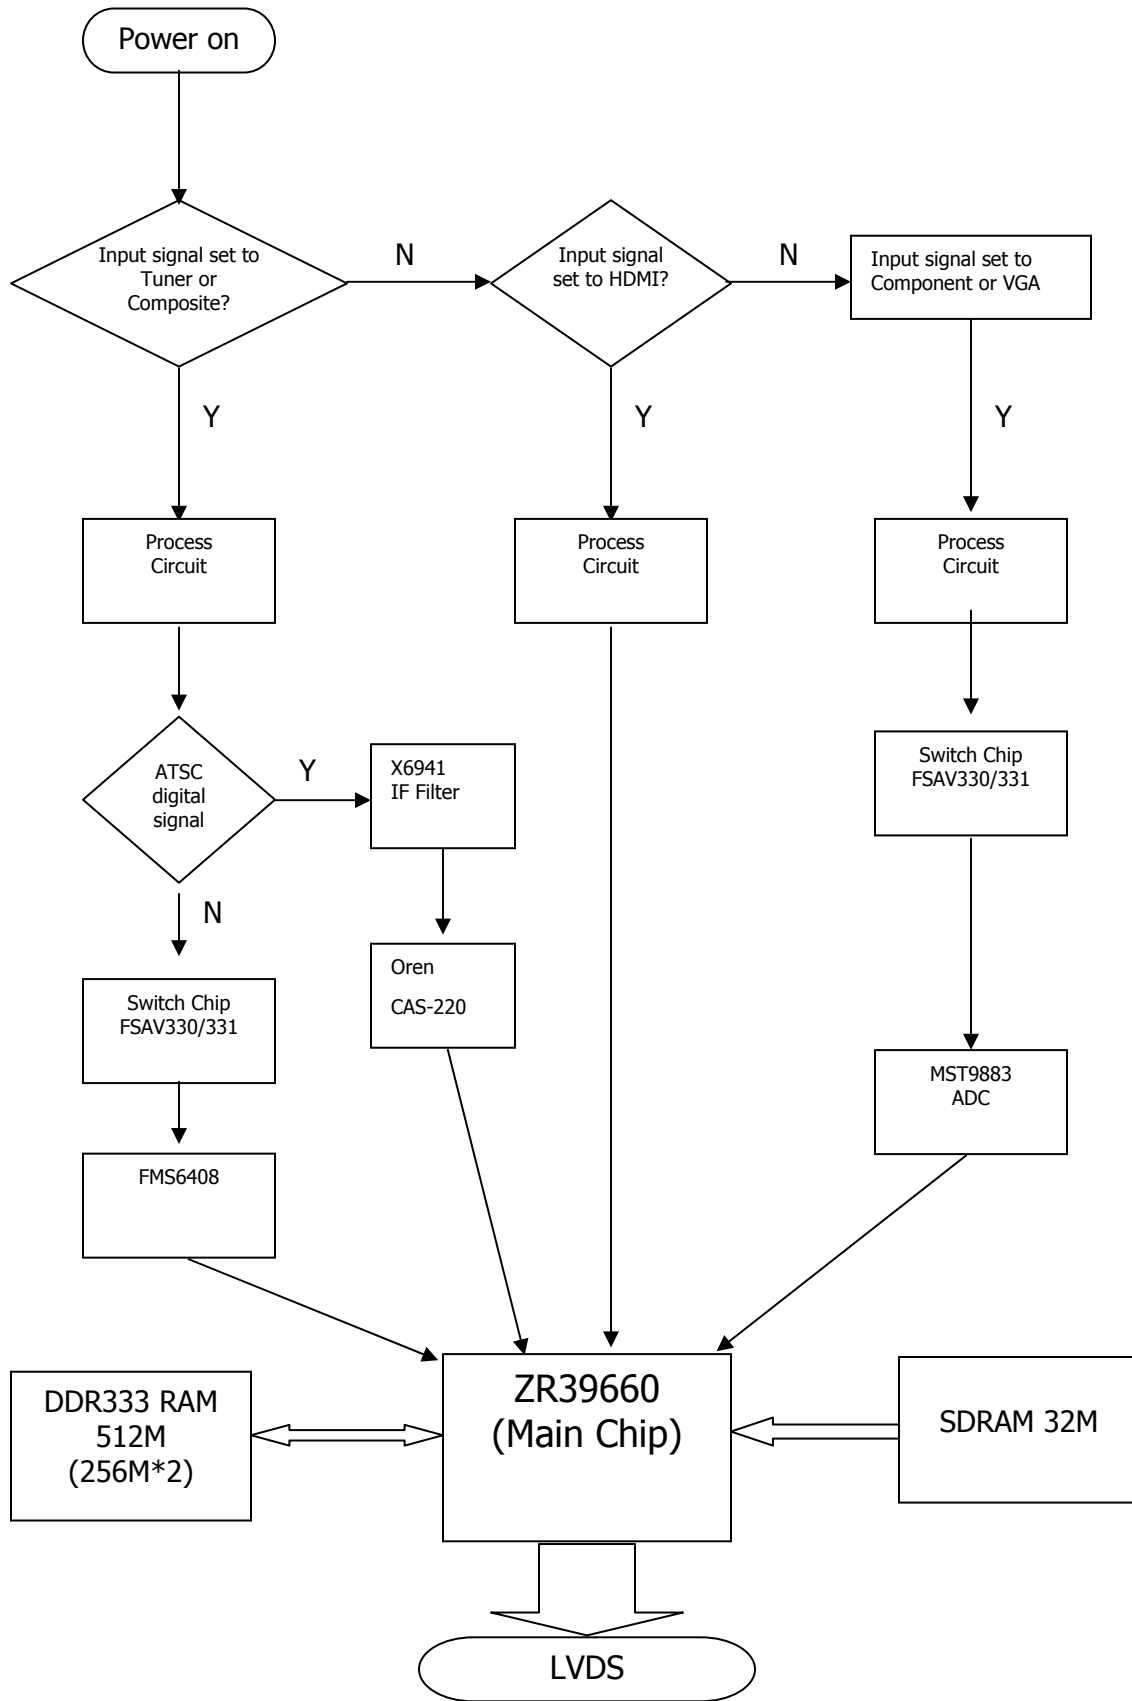 Power on
Input signal set to
Tuner or
Composite?
N
Input signal
set to HDMI?
N
Input signal set to
Component or VGA
Y
Y
Y
Process
Circuit
Process
Circuit
Process
Circuit
ATSC
digital
signal
Y
X6941
IF Filter
Switch Chip
FSAV330/331
N
Oren
CAS-220
Switch Chip
FSAV330/331
MST9883
ADC
FMS6408
DDR333 RAM
512M
(256M*2)
ZR39660
(Main Chip)
SDRAM 32M
LVDS